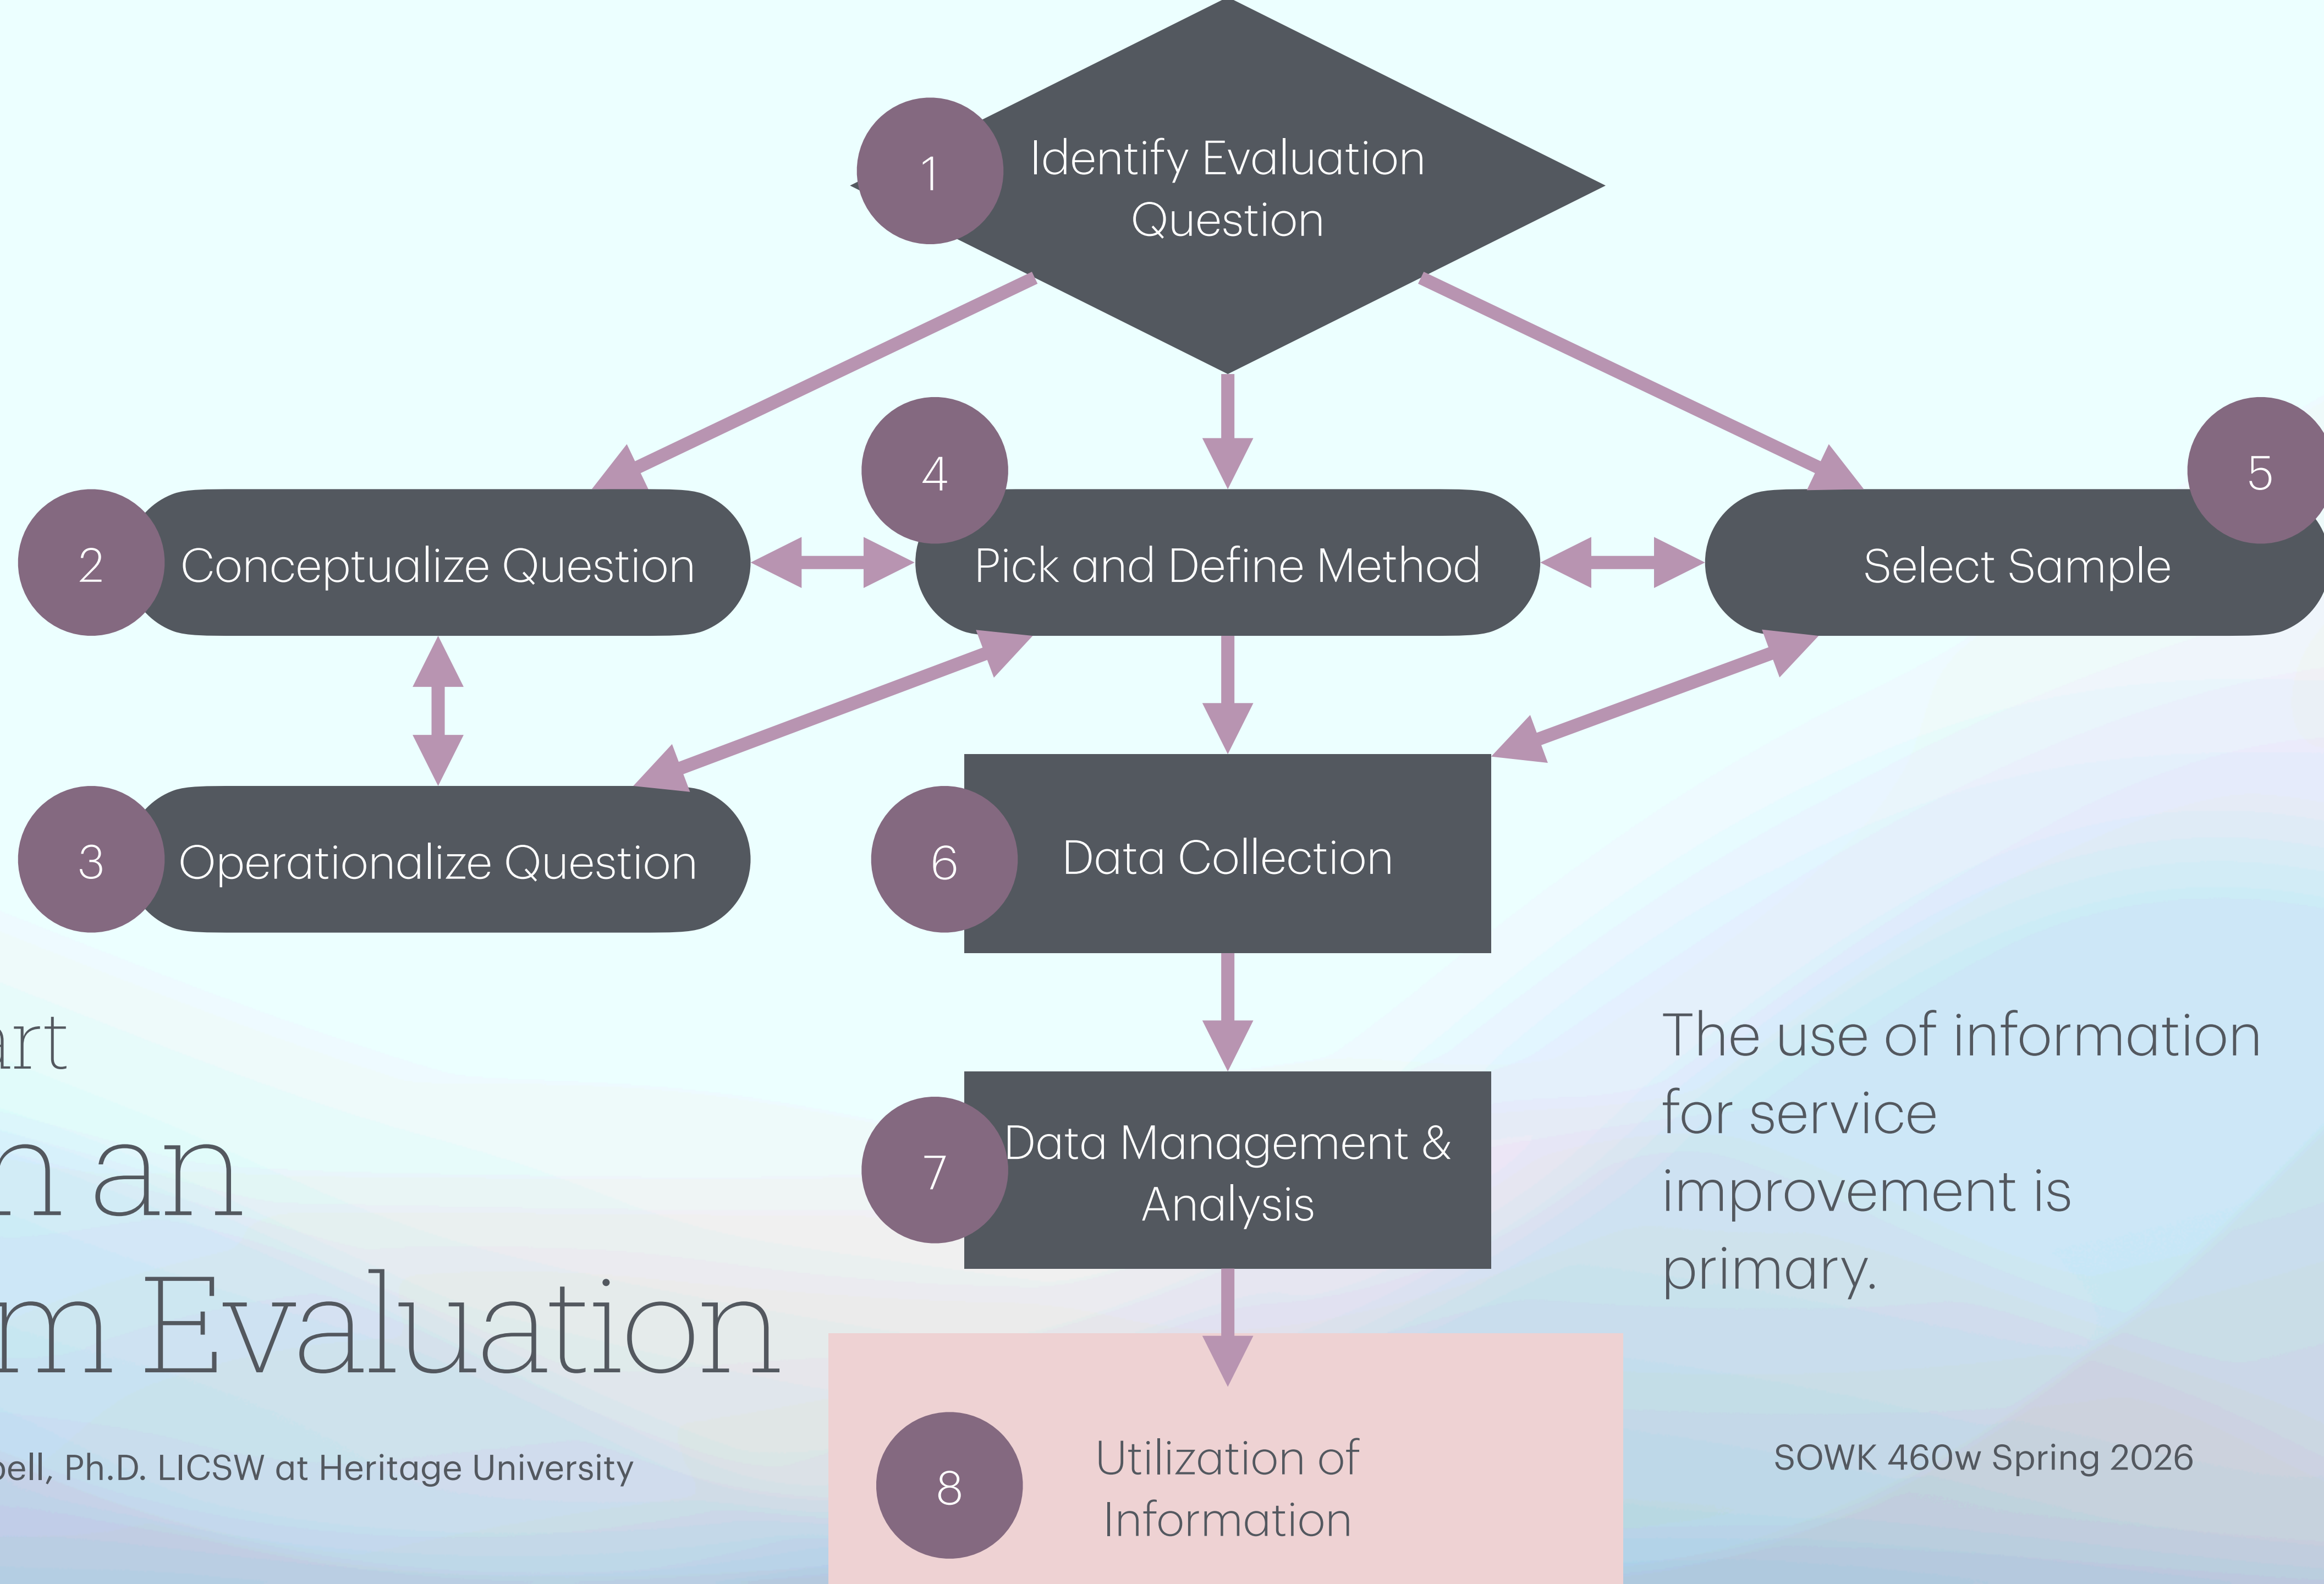 1
Identify Evaluation
Question
2
Conceptualize Question
4
Pick and Define Method
5
Select Sample
3
Operationalize Question
6
Data Collection
7
Data Management &
Analysis
8
Utilization of
Information
an
Evaluation
Ph.D. LICSW at Heritage University
The use of information
for service
improvement is
primary.
SOWK 460w Spring 2026